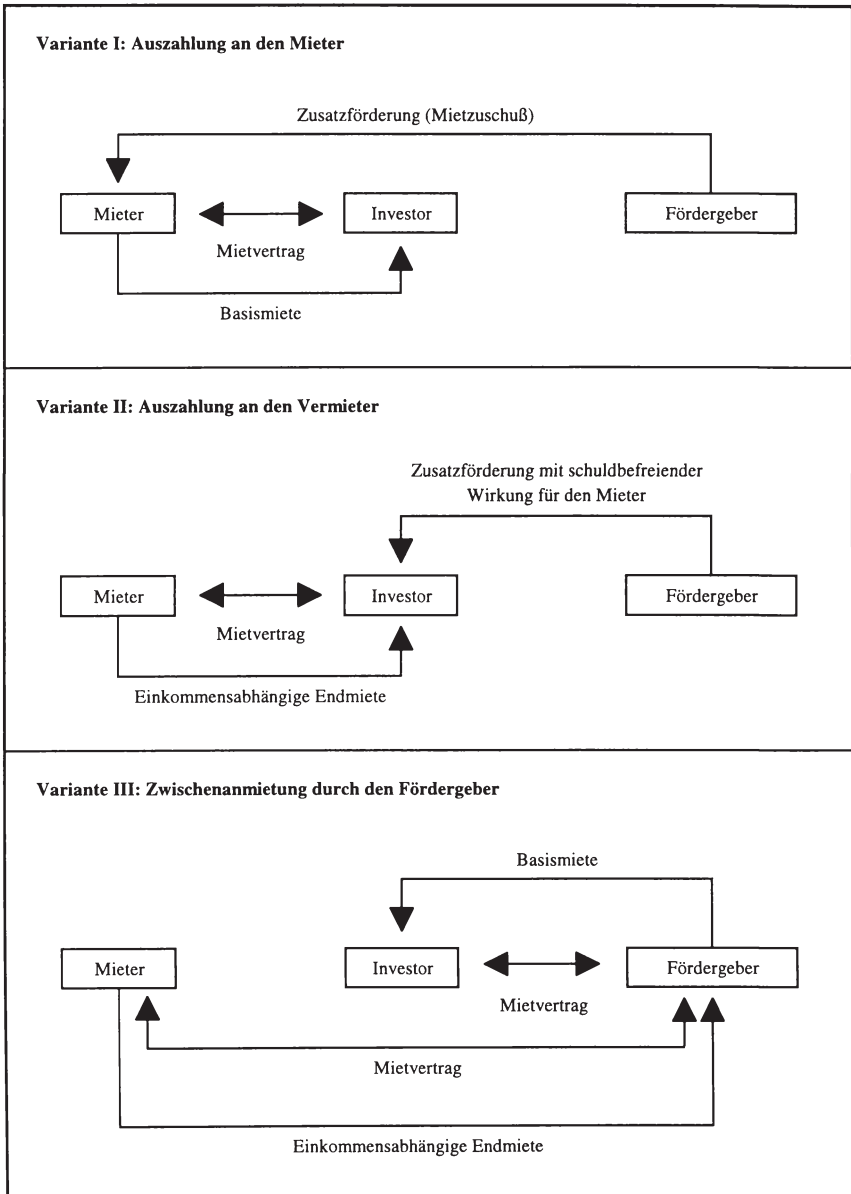 Variante I: Auszahlung an den Mieter
Zusatzförderung (Mietzuschuß)
Mieter
Investor
Fördergeber
Mietvertrag
Basismiete
Variante II: Auszahlung an den Vermieter
Zusatzförderung mit schuldbefreiender
Wirkung für den Mieter
Mieter
Investor
Fördergeber
Mietvertrag
Einkommensabhängige Endmiete
Variante III: Zwischenanmietung durch den Fördergeber
Basismiete
Mieter
Investor
Fördergeber
Mietvertrag
Mietvertrag
Einkommensabhängige Endmiete